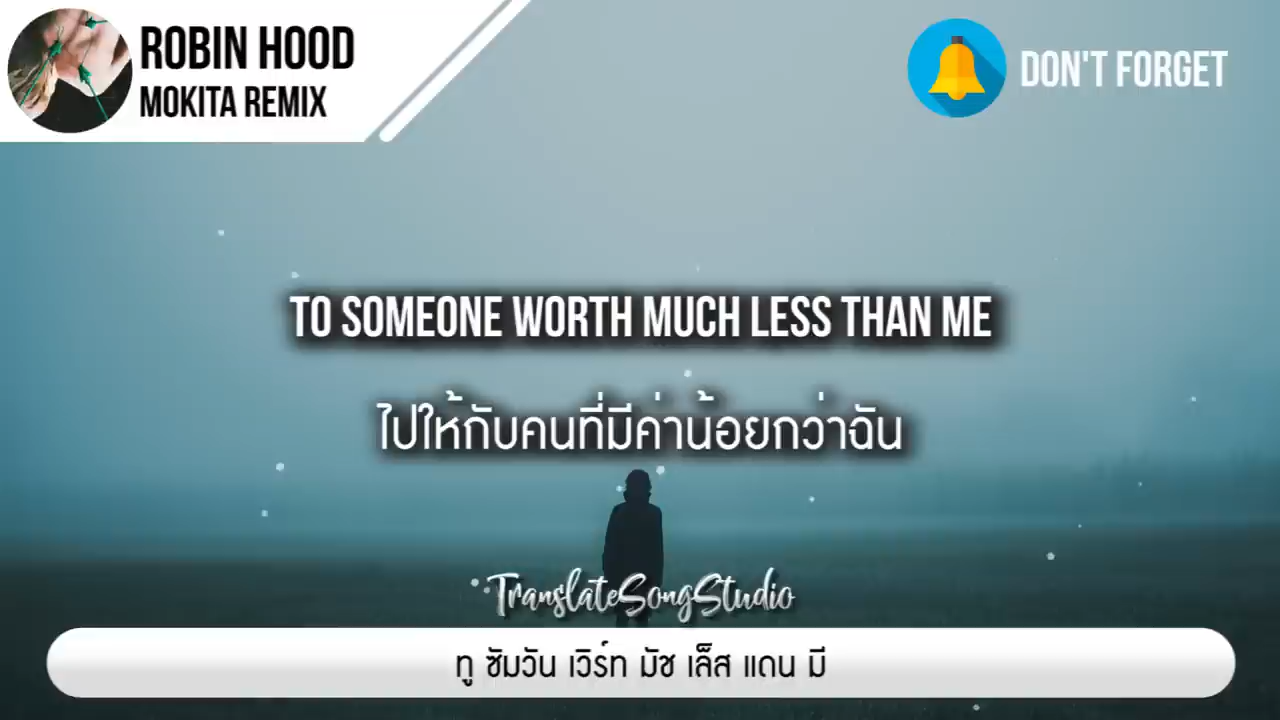 ROBIN HOOD
MOKITA REMIX
DON'T FORGET
TO SOMEONE WORTH MUCH LESS THAN ME
ไปให้กับคนที่มีค่าน้อยกว่าฉัน
TranslateSongStudio
ทู ซัมวัน เวิร์ท มัช เล็ส แดน มี